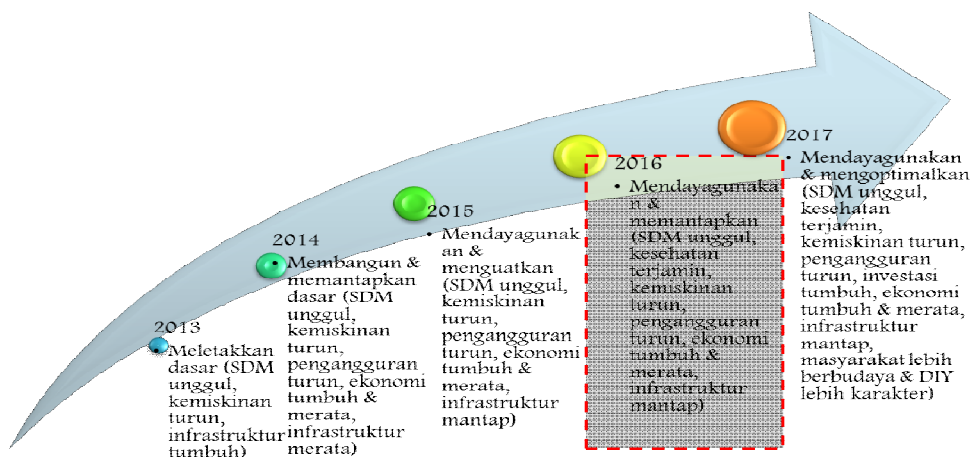 2013
• Meletakkan
dasar (SDM
unggul,
kemiskinan
turun,
infrastruktur
tumbuh)
2014
• Membangun &
memantapkan
dasar (SDM
unggul,
kemiskinan
turun,
pengangguran
turun, ekonomi
tumbuh &
merata,
infrastruktur
merata)
2015
• Mendayagunak
an &
menguatkan
(SDM unggul,
kemiskinan
turun,
pengangguran
turun, ekonomi
tumbuh &
merata,
infrastruktur
mantap)
2016
• Mendayagunaka
n &
memantapkan
(SDM unggul,
kesehatan
terjamin,
kemiskinan
turun,
pengangguran
turun, ekonomi
tumbuh &
merata,
infrastruktur
mantap)
2017
• Mendayagunakan
& mengoptimalkan
(SDM unggul,
kesehatan
terjamin,
kemiskinan turun,
pengangguran
turun, investasi
tumbuh, ekonomi
tumbuh & merata,
infrastruktur
mantap,
masyarakat lebih
berbudaya & DIY
lebih karakter)